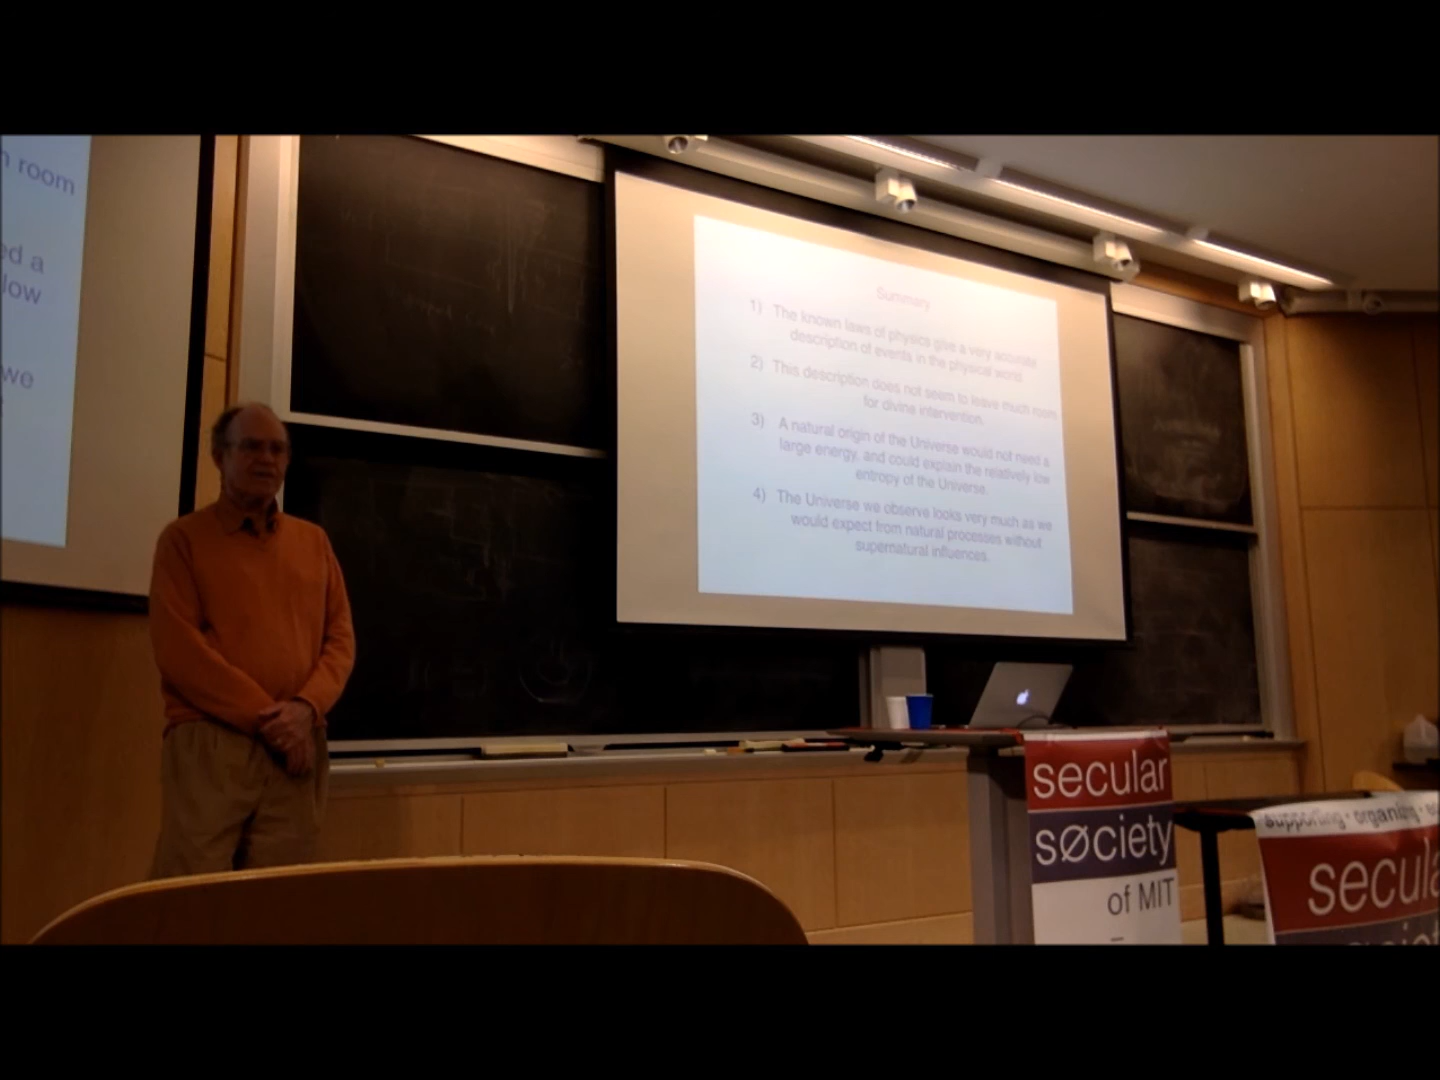 n room
ed a
low
we
Summary
1) The known laws of physics give a very accurate
description of events in the physical world.
2) This description does not seem to leave much room
for divine intervention.
3) A natural origin of the Universe would not need a
large energy, and could explain the relatively low
entropy of the Universe.
4) The Universe we observe looks very much as we
would expect from natural processes without
supernatural influences.
secular
søciety
of MIT
supporting · organizing · e
secula